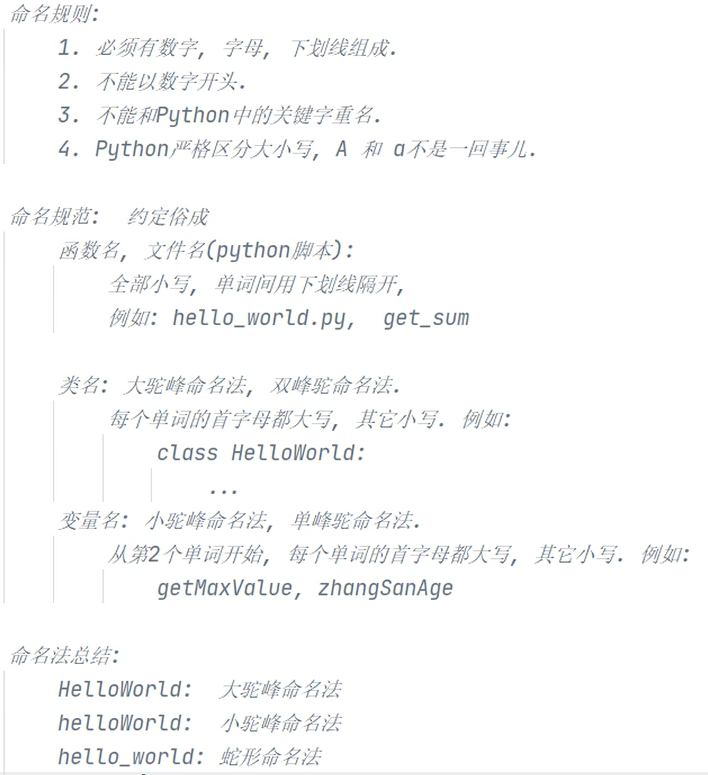 命名规则:
1. 必须有数字, 字母, 下划线组成.
2. 不能以数字开头.
3. 不能和Python中的关键字重名.
4. Python严格区分大小写, A 和 a不是一回事儿.
命名规范: 约定俗成
函数名, 文件名(python脚本):
全部小写, 单词间用下划线隔开,
例如: hello_world.py, get_sum
类名: 大驼峰命名法, 双峰驼命名法.
每个单词的首字母都大写, 其它小写. 例如:
class HelloWorld:
...
变量名: 小驼峰命名法, 单峰驼命名法.
从第2个单词开始, 每个单词的首字母都大写, 其它小写. 例如:
getMaxValue, zhangSanAge
命名法总结:
HelloWorld: 大驼峰命名法
helloWorld: 小驼峰命名法
hello_world: 蛇形命名法